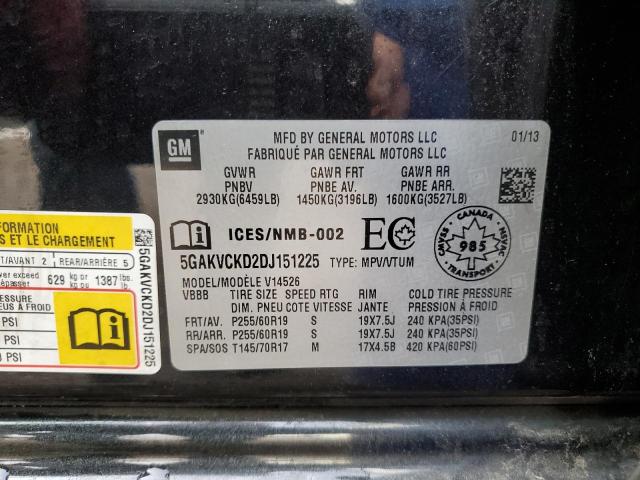 GM
MFD BY GENERAL MOTORS LLC
01/13
FABRIQUÉ PAR GENERAL MOTORS LLC
GVWR GAWR FRT GAWR RR
PNBV PNBE AV. PNBE ARR.
2930KG(6459LB) 1450KG(3196LB) 1600KG(3527LB)
ICES/NMB-002 EC
CANADA
CMVSS NSVAC
985
TRANSPORT
5GAKVCKD2DJ151225 TYPE: MPV/VTUM
MODEL/MODÈLE V14526
VBBB TIRE SIZE SPEED RTG RIM COLD TIRE PRESSURE
DIM. PNEU COTE VITESSE JANTE PRESSION À FROID
FRT/AV. P255/60R19 S 19X7.5J 240 KPA(35PSI)
RR/ARR. P255/60R19 S 19X7.5J 240 KPA(35PSI)
SPA/SOS T145/70R17 M 17X4.5B 420 KPA(60PSI)
FORMATION
S ET LE CHARGEMENT
T/AVANT 2 REAR/ARRIÈRE 5
ever exceed
629 kg or kg ou 1387 lbs. lb
PRESSURE
EUS À FROID
PSI
PSI
PSI
5GAKVCKD2DJ151225